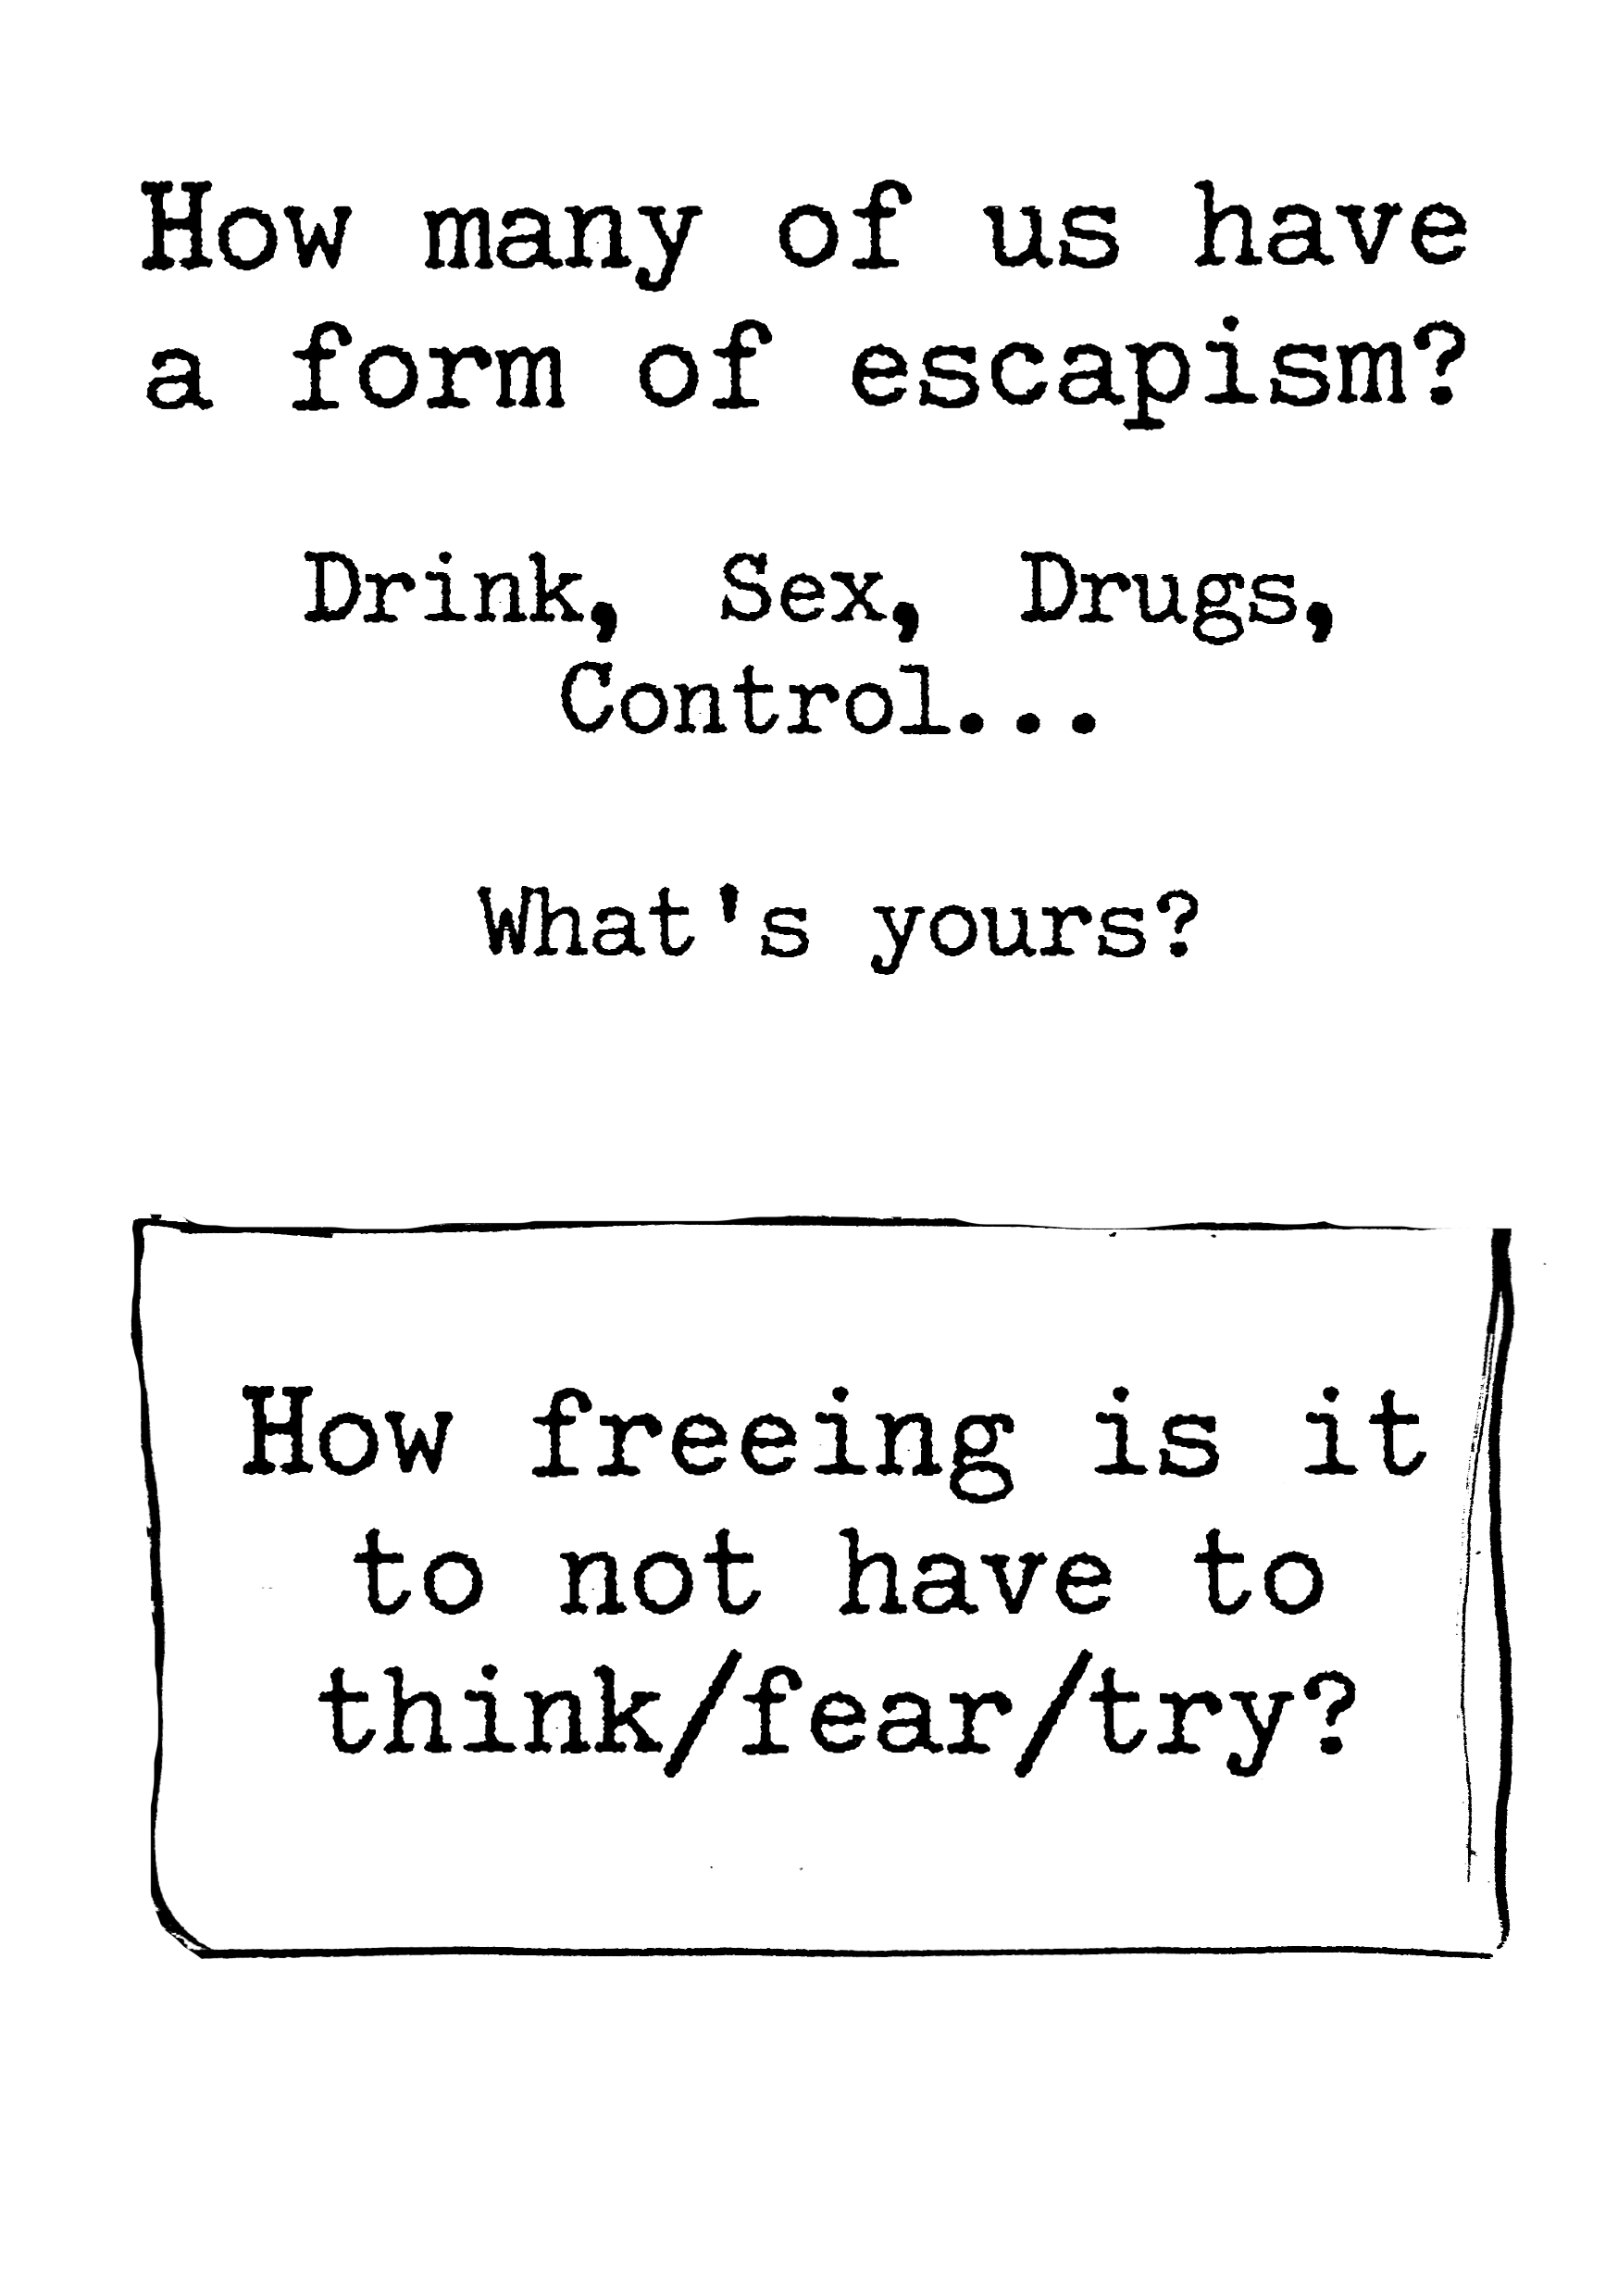 How many of us have
a form of escapism?
Drink, Sex, Drugs,
Control...
What's yours?
How freeing is it
to not have to
think/fear/try?